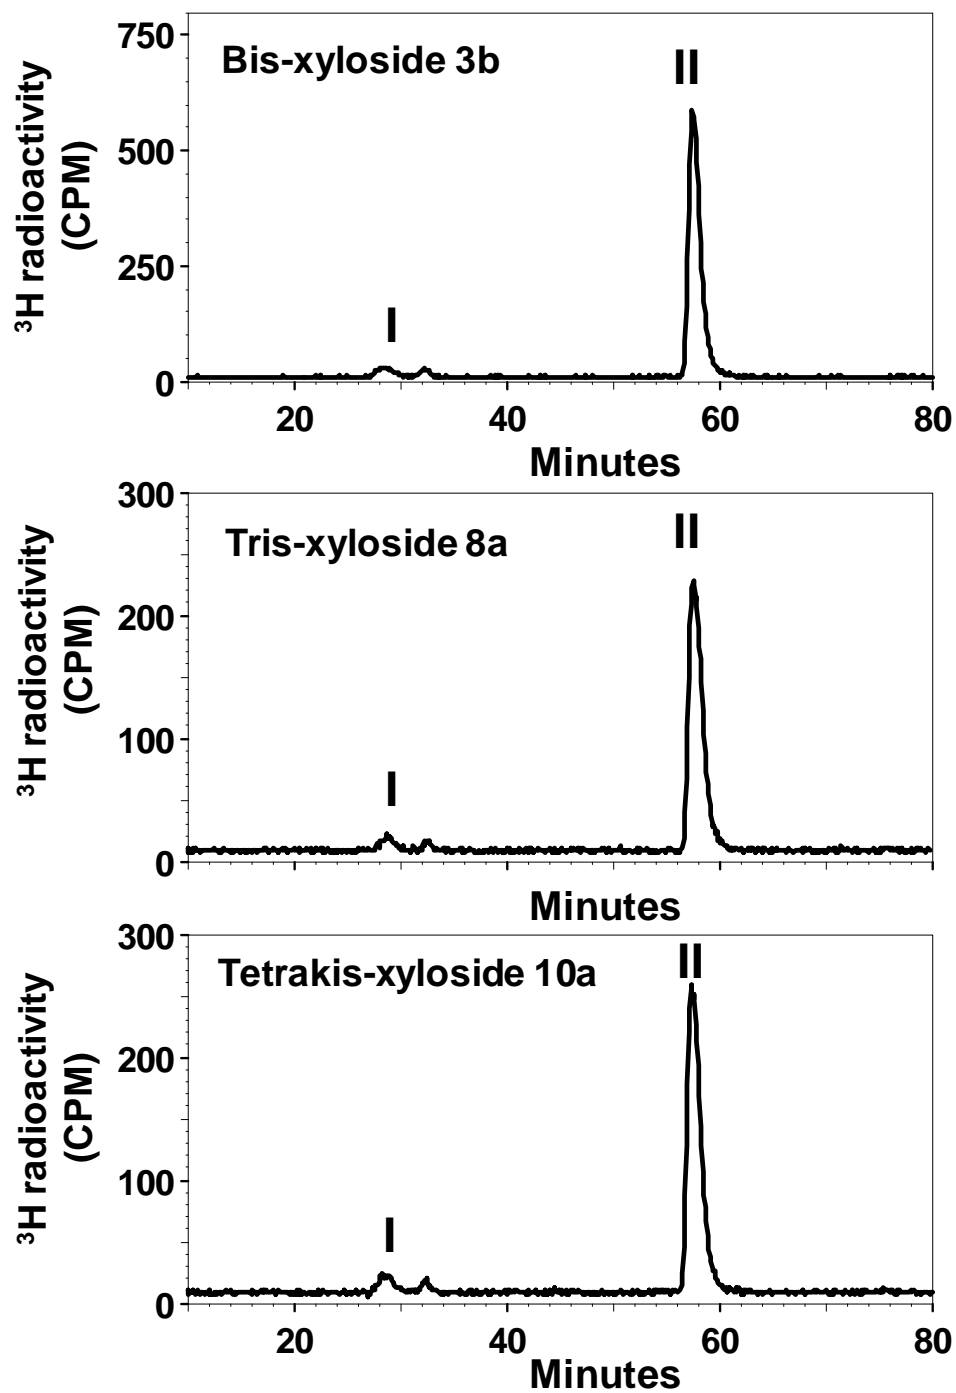 750
500
250
0
³H radioactivity
(CPM)
Bis-xyloside 3b
I
II
20 40 60 80
Minutes
300
200
100
0
³H radioactivity
(CPM)
Tris-xyloside 8a
I
II
Minutes
300
200
100
0
³H radioactivity
(CPM)
Tetrakis-xyloside 10a
I
II
20 40 60 80
Minutes